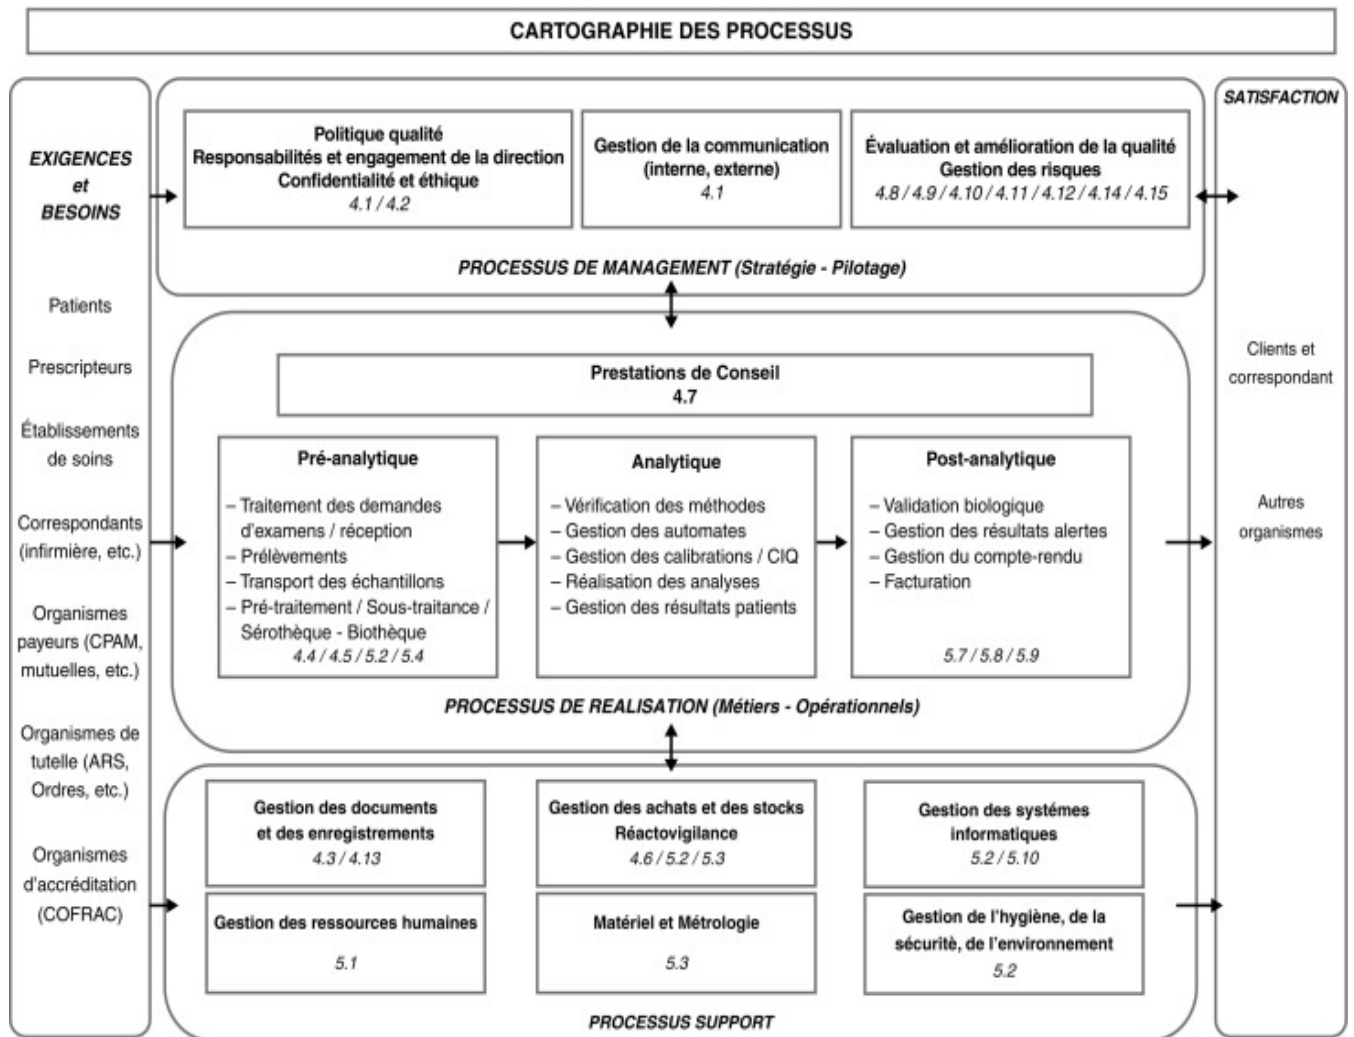 CARTOGRAPHIE DES PROCESSUS
EXIGENCES
et
BESOINS
Patients
Prescripteurs
Établissements
de soins
Correspondants
(infirmière, etc.)
Organismes
payeurs (CPAM,
mutuelles, etc.)
Organismes de
tutelle (ARS,
Ordres, etc.)
Organismes
d'accréditation
(COFRAC)
Politique qualité
Responsabilités et engagement de la direction
Confidentialité et éthique
4.1 / 4.2
Gestion de la communication
(interne, externe)
4.1
Évaluation et amélioration de la qualité
Gestion des risques
4.8 / 4.9 / 4.10 / 4.11 / 4.12 / 4.14 / 4.15
PROCESSUS DE MANAGEMENT (Stratégie - Pilotage)
Prestations de Conseil
4.7
Pré-analytique
– Traitement des demandes
d'examens / réception
– Prélèvements
– Transport des échantillons
– Pré-traitement / Sous-traitance /
Sérothèque - Biothèque
4.4 / 4.5 / 5.2 / 5.4
Analytique
– Vérification des méthodes
– Gestion des automates
– Gestion des calibrations / CIQ
– Réalisation des analyses
– Gestion des résultats patients
Post-analytique
– Validation biologique
– Gestion des résultats alertes
– Gestion du compte-rendu
– Facturation
5.7 / 5.8 / 5.9
PROCESSUS DE REALISATION (Métiers - Opérationnels)
Gestion des documents
et des enregistrements
4.3 / 4.13
Gestion des achats et des stocks
Réactovigilance
4.6 / 5.2 / 5.3
Gestion des systémes
informatiques
5.2 / 5.10
Gestion des ressources humaines
5.1
Matériel et Métrologie
5.3
Gestion de l'hygiène, de la
sécuritè, de l'environnement
5.2
PROCESSUS SUPPORT
SATISFACTION
Clients et
correspondant
Autres
organismes